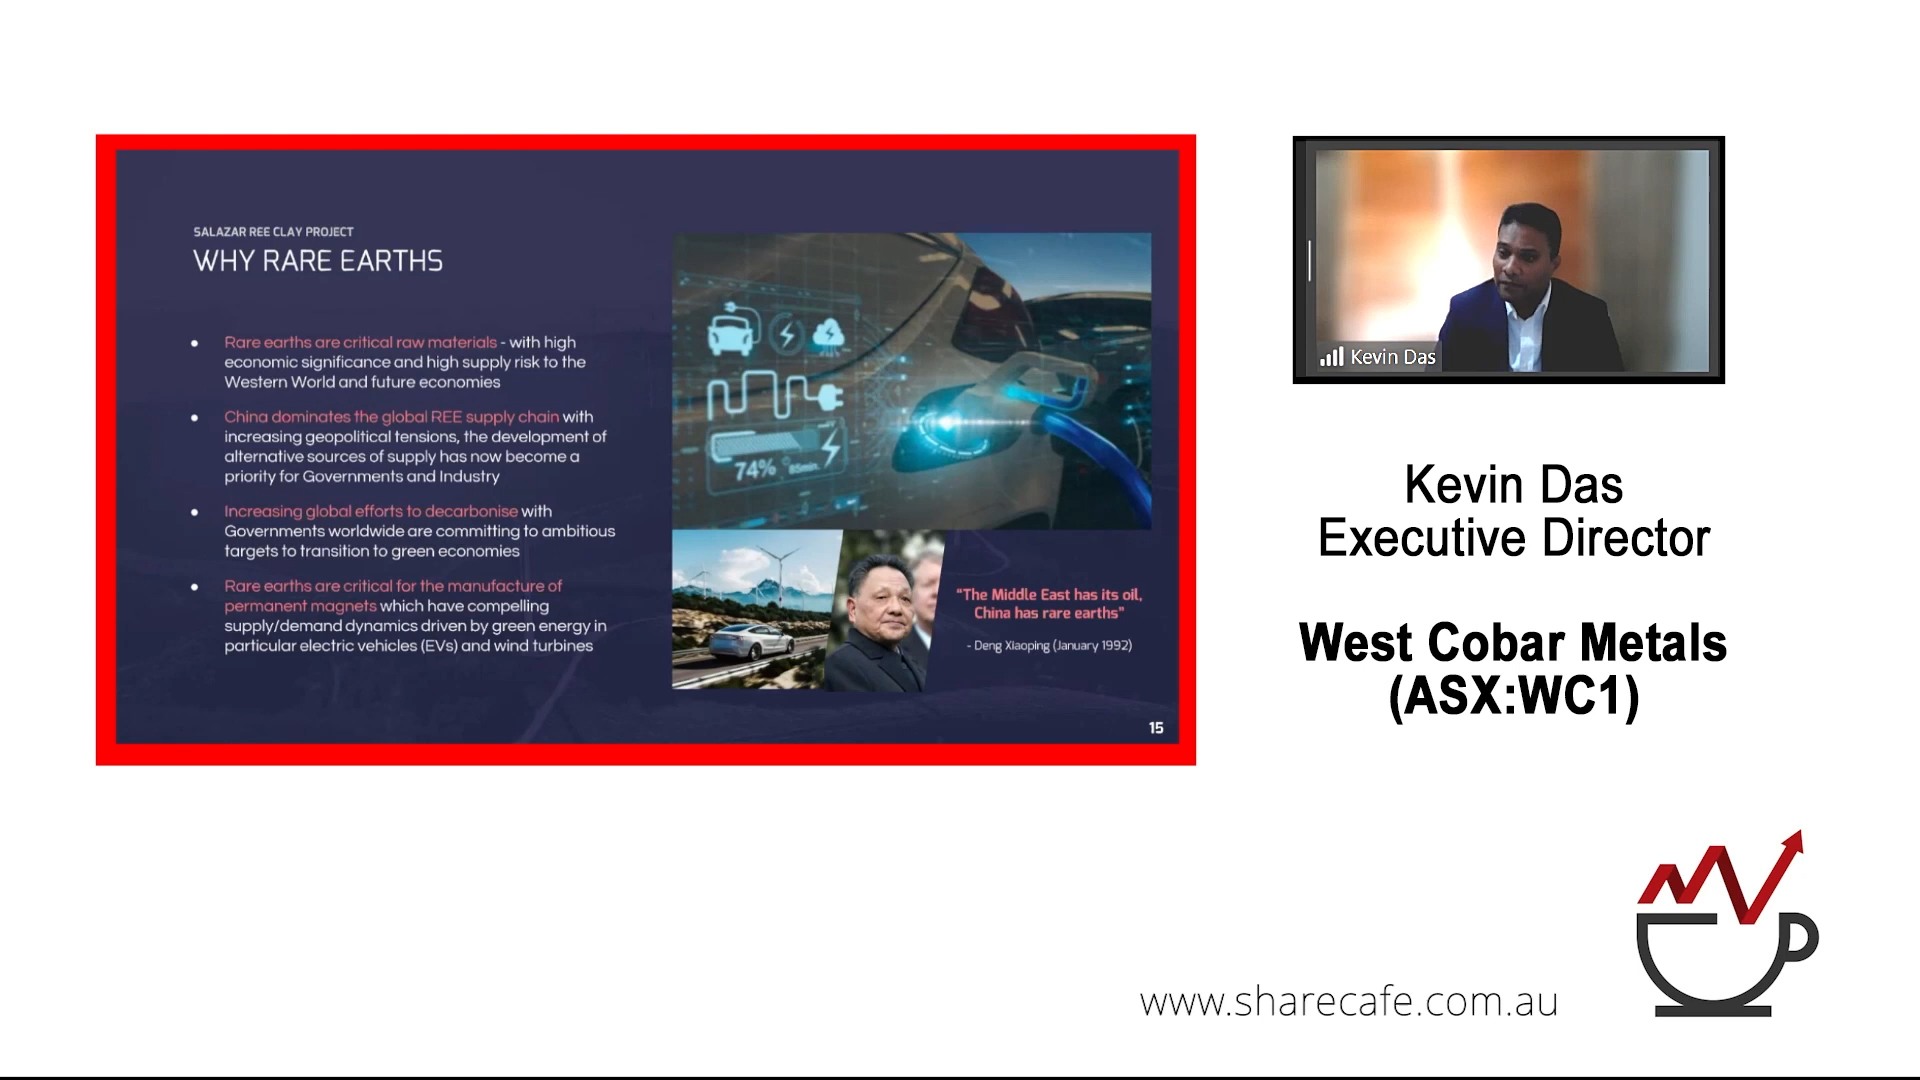 SALAZAR REE CLAY PROJECT
WHY RARE EARTHS
Rare earths are critical raw materials - with high
economic significance and high supply risk to the
Western World and future economies
China dominates the global REE supply chain with
increasing geopolitical tensions, the development of
alternative sources of supply has now become a
priority for Governments and Industry
Increasing global efforts to decarbonise with
Governments worldwide are committing to ambitious
targets to transition to green economies
Rare earths are critical for the manufacture of
permanent magnets which have compelling
supply/demand dynamics driven by green energy in
particular electric vehicles (EVs) and wind turbines
74% 85min.
“The Middle East has its oil,
China has rare earths”
- Deng Xiaoping (January 1992)
15
Kevin Das
Kevin Das
Executive Director
West Cobar Metals
(ASX:WC1)
www.sharecafe.com.au